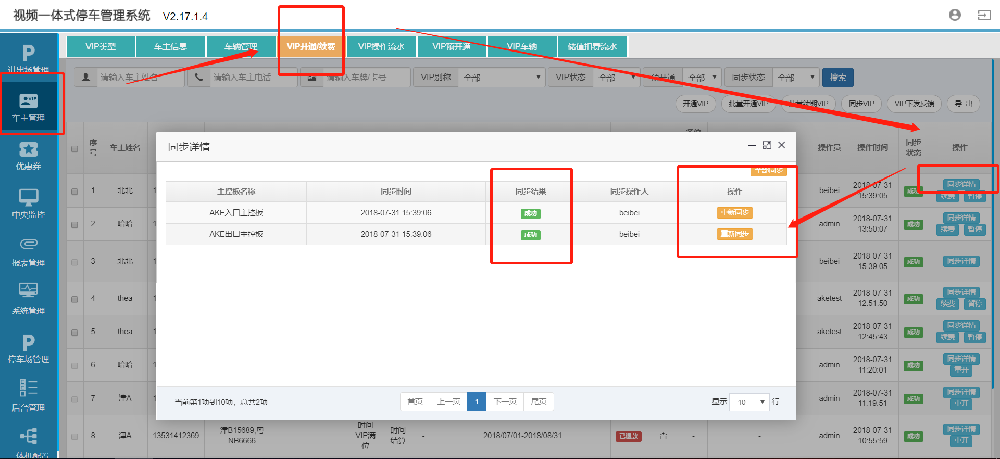 视频一体式停车管理系统 V2.17.1.4
VIP类型 车主信息 车辆管理 VIP开通/续费 VIP操作流水 VIP预开通 VIP车辆 储值扣费流水
进出场管理
车主管理
优惠券
中央监控
报表管理
系统管理
停车场管理
后台管理
一体机配置
请输入车主姓名 请输入车主电话 请输入车牌/卡号 VIP别称 全部 VIP状态 全部 预开通 全部 同步状态 全部 搜索
开通VIP 批量开通VIP 批量续期VIP 同步VIP VIP下发反馈 导 出
序号 车主姓名 操作员 操作时间 同步状态 操作
1 北北 beibei 2018-07-31 15:39:05 成功 同步详情 续费 暂停
2 哈哈 admin 2018-07-31 13:50:07 成功 同步详情 续费 暂停
3 北北 beibei 2018-07-31 15:39:05 成功 同步详情
4 thea aketest 2018-07-31 12:51:50 成功 同步详情 续费 暂停
5 thea aketest 2018-07-31 12:45:43 成功 同步详情 续费 暂停
6 哈哈 admin 2018-07-31 11:20:01 成功 同步详情 重开
7 津A admin 2018-07-31 11:19:51 成功 同步详情 重开
8 津A 13531412369 津B15689,粤NB6666 时间VIP满位 时间结算 - 2018/07/01-2018/08/31 已退款 否 - - admin 2018-07-31 10:55:59 成功 同步详情 重开
同步详情
全部同步
主控板名称 同步时间 同步结果 同步操作人 操作
AKE入口主控板 2018-07-31 15:39:06 成功 beibei 重新同步
AKE出口主控板 2018-07-31 15:39:06 成功 beibei 重新同步
当前第1项到10项，总共2项 首页 上一页 1 下一页 尾页 显示 10 行